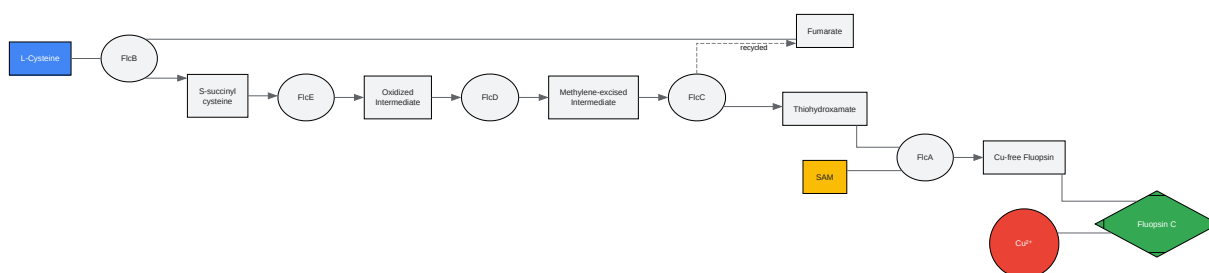 Fumarate
recycled
L-Cysteine
FlcB
S-succinyl
cysteine
FlcE
Oxidized
Intermediate
FlcD
Methylene-excised
Intermediate
FlcC
Thiohydroxamate
FlcA
Cu-free Fluopsin
SAM
Fluopsin C
Cu²⁺